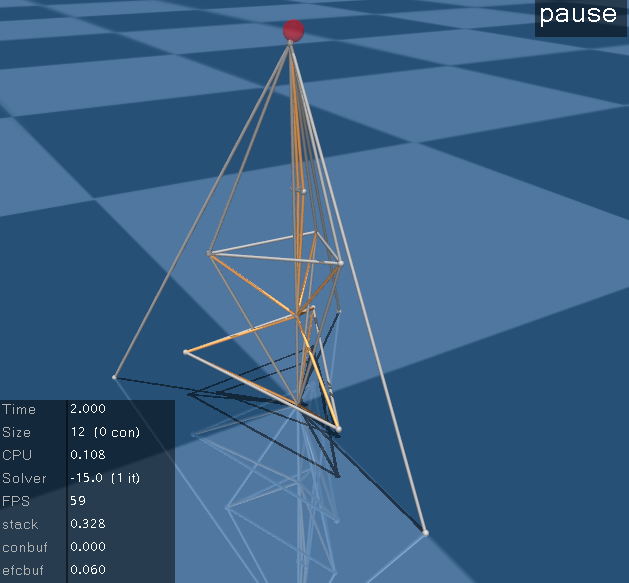 pause
Time 2.000
Size 12 (0 con)
CPU 0.108
Solver -15.0 (1 it)
FPS 59
stack 0.328
conbuf 0.000
efcbuf 0.060